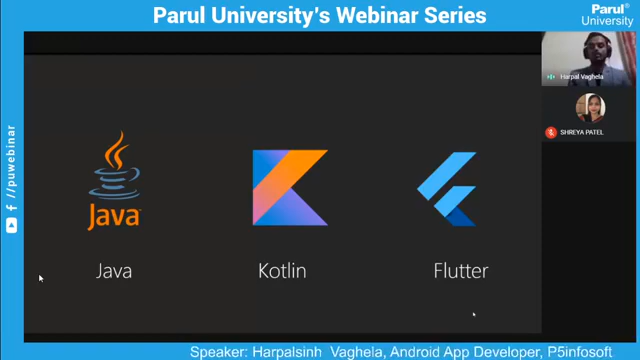 Parul University's Webinar Series
Parul®
University
Harpal Vaghela
SHREYA PATEL
//puwebinar
Java
Java
Kotlin
Flutter
Speaker: Harpalsinh Vaghela, Android App Developer, P5infosoft